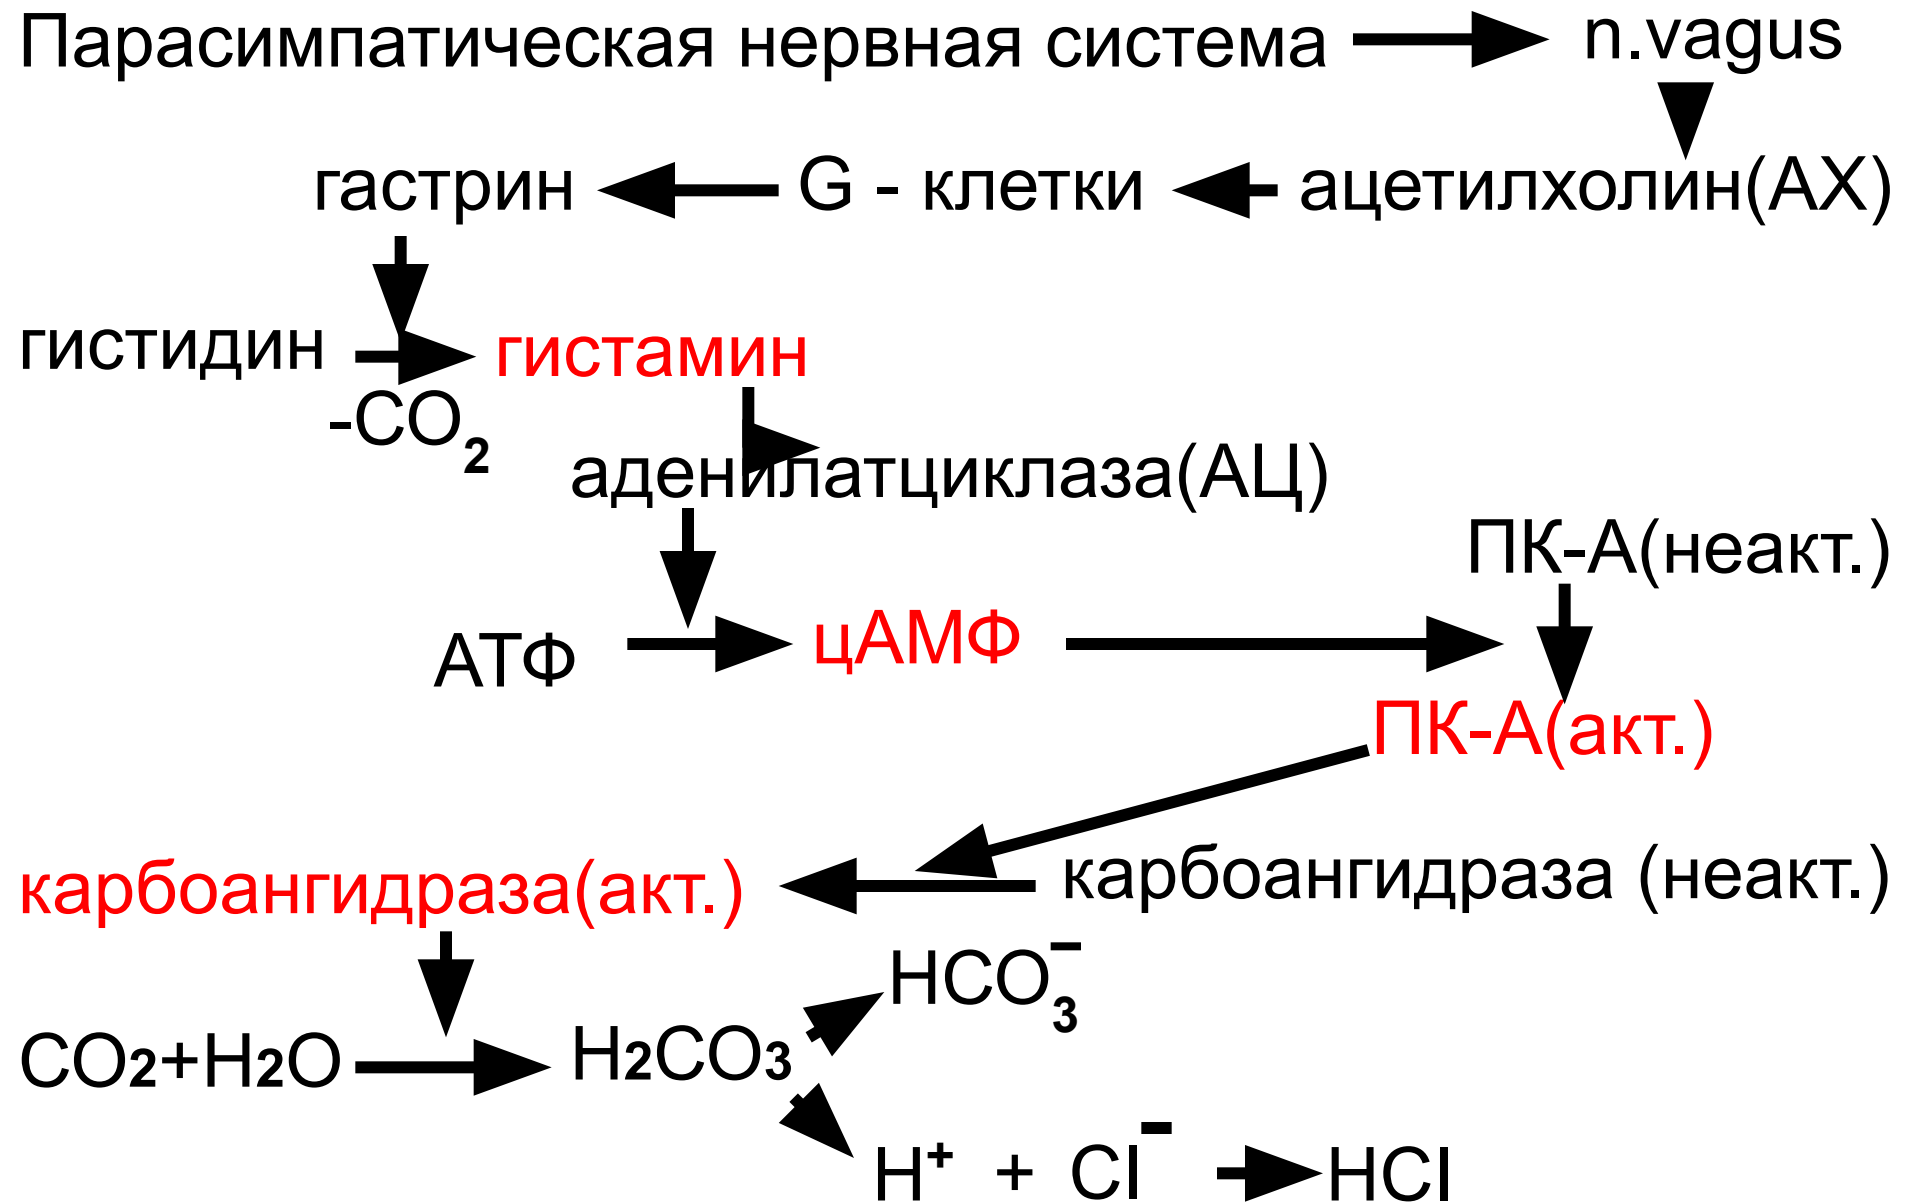 Парасимпатическая нервная система n.vagus
гастрин G - клетки ацетилхолин(АХ)
гистидин гистамин
-CO2
аденилатциклаза(АЦ)
ПК-А(неакт.)
АТФ цАМФ
ПК-А(акт.)
карбоангидраза(акт.) карбоангидраза (неакт.)
HCO3−
CO2+H2O H2CO3
H+ + Cl− HCl